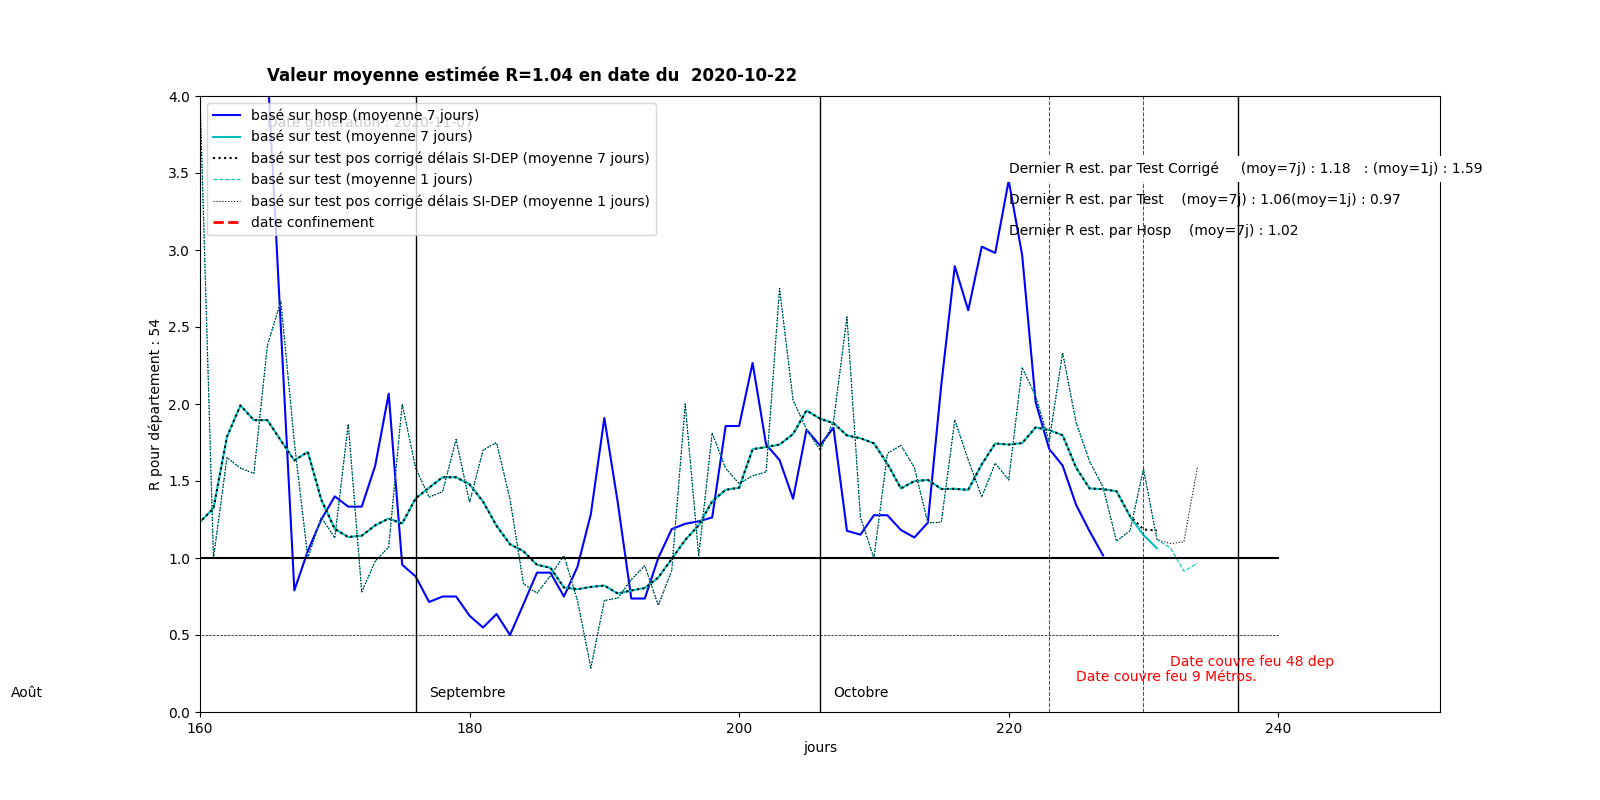 Valeur moyenne estimée R=1.04 en date du  2020-10-22
basé sur hosp (moyenne 7 jours)
Date génération : 2020-11-07
basé sur test (moyenne 7 jours)
basé sur test pos corrigé délais SI-DEP (moyenne 7 jours)
basé sur test (moyenne 1 jours)
basé sur test pos corrigé délais SI-DEP (moyenne 1 jours)
date confinement
Dernier R est. par Test Corrigé     (moy=7j) : 1.18   : (moy=1j) : 1.59
Dernier R est. par Test    (moy=7j) : 1.06(moy=1j) : 0.97
Dernier R est. par Hosp    (moy=7j) : 1.02
4.0
3.5
3.0
2.5
2.0
1.5
1.0
0.5
0.0
R pour département : 54
Date couvre feu 48 dep
Date couvre feu 9 Métros.
Août
Septembre
Octobre
160
180
200
220
240
jours